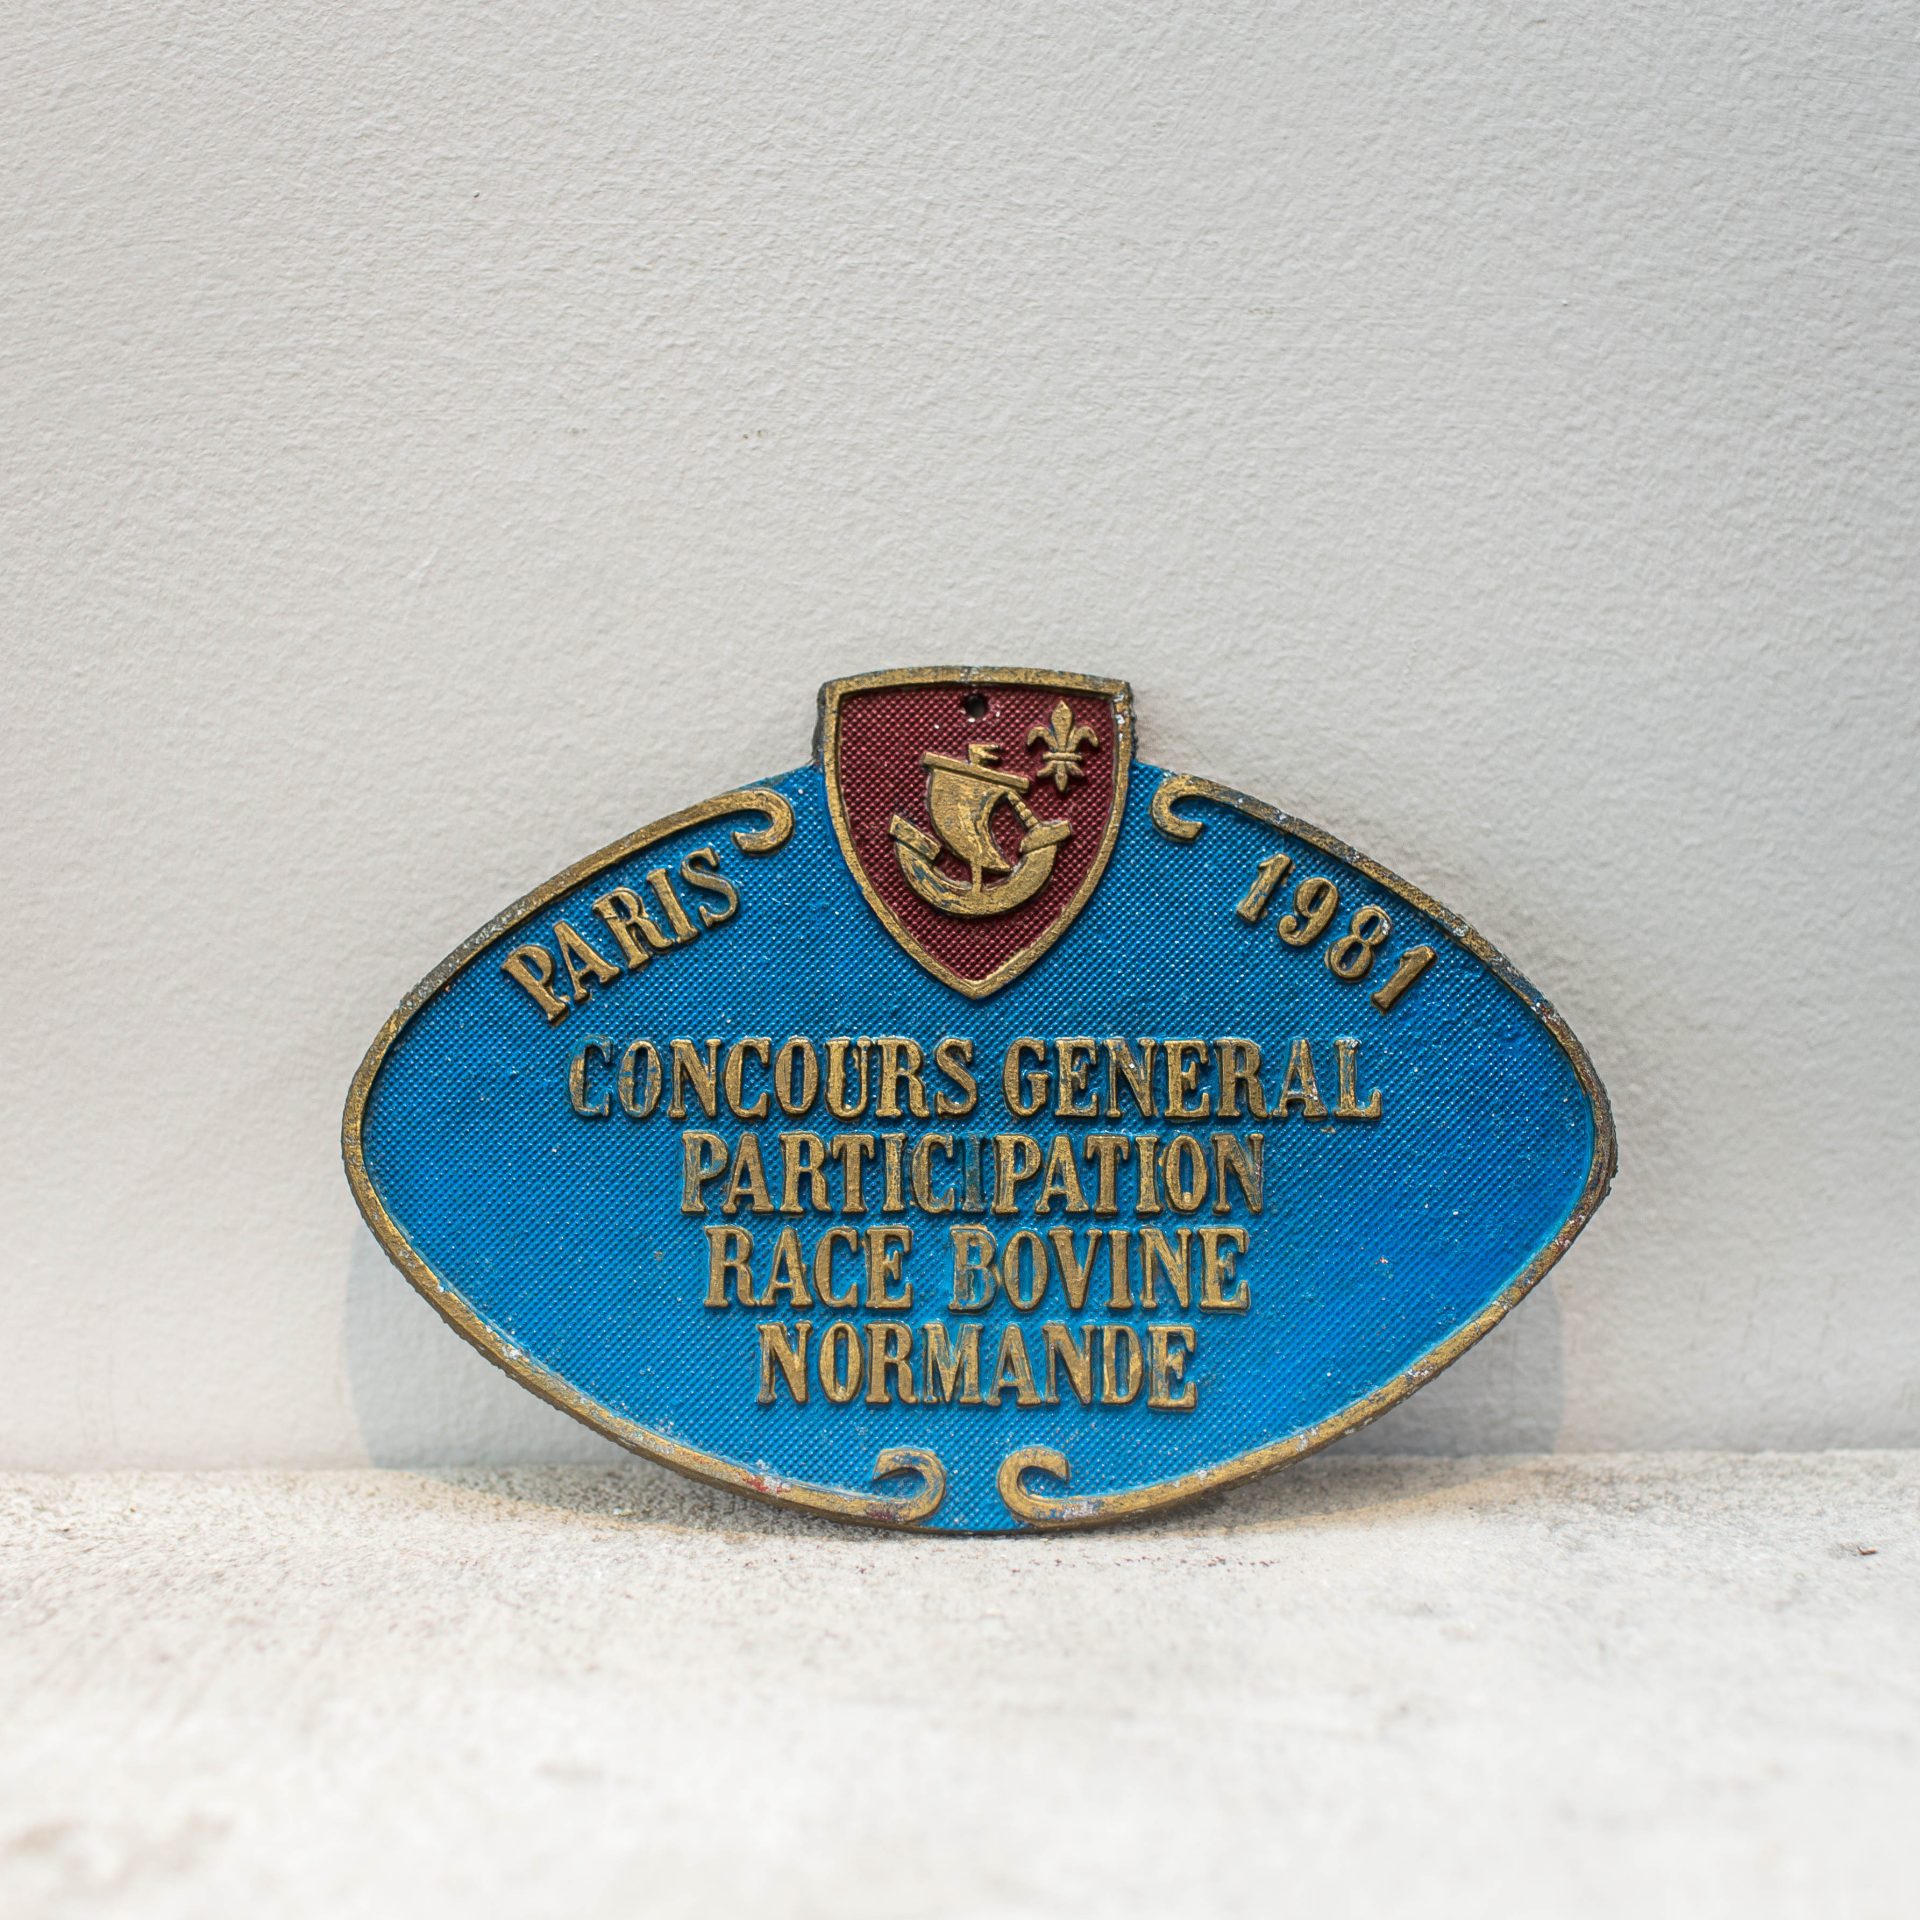 PARIS 1981
CONCOURS GENERAL
PARTICIPATION
RACE BOVINE
NORMANDE